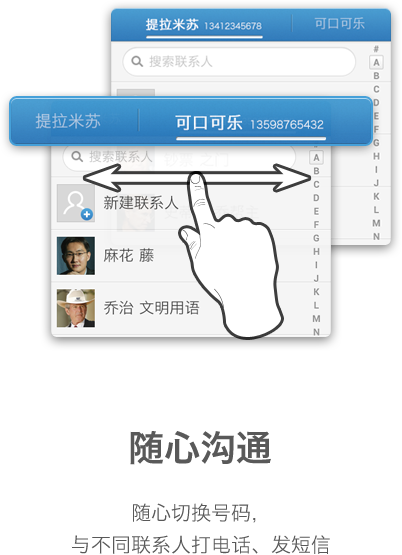 提拉米苏 13412345678 可口可乐
搜索联系人
#
A
B
C
D
E
F
G
H
I
J
K
L
M
N
提拉米苏 可口可乐 13598765432
搜索联系人
A
B
C
D
E
F
G
H
I
J
K
L
M
N
新建联系人
麻花 藤
乔治 文明用语
随心沟通
随心切换号码，
与不同联系人打电话、发短信